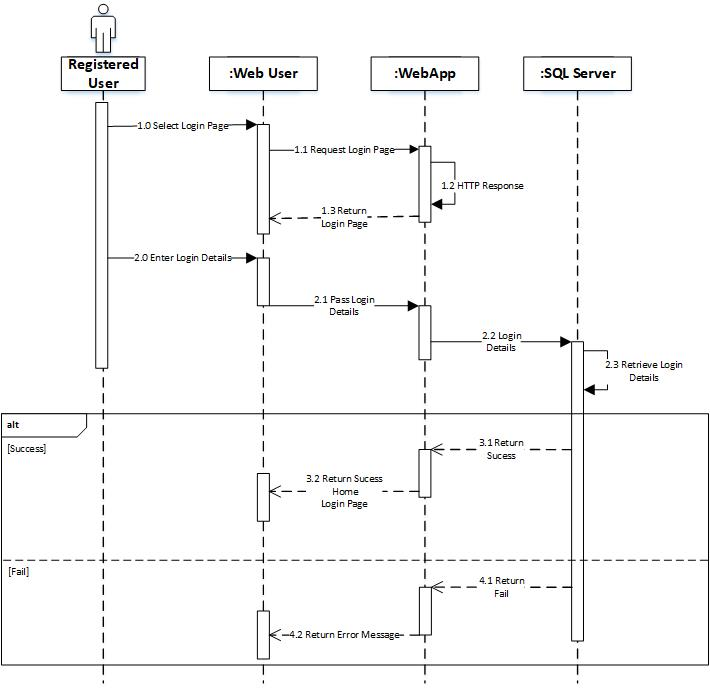 Registered
User
:Web User
:WebApp
:SQL Server
1.0 Select Login Page
1.1 Request Login Page
1.2 HTTP Response
1.3 Return
Login Page
2.0 Enter Login Details
2.1 Pass Login
Details
2.2 Login
Details
2.3 Retrieve Login
Details
alt
[Success]
3.1 Return
Sucess
3.2 Return Sucess
Home
Login Page
[Fail]
4.1 Return
Fail
4.2 Return Error Message